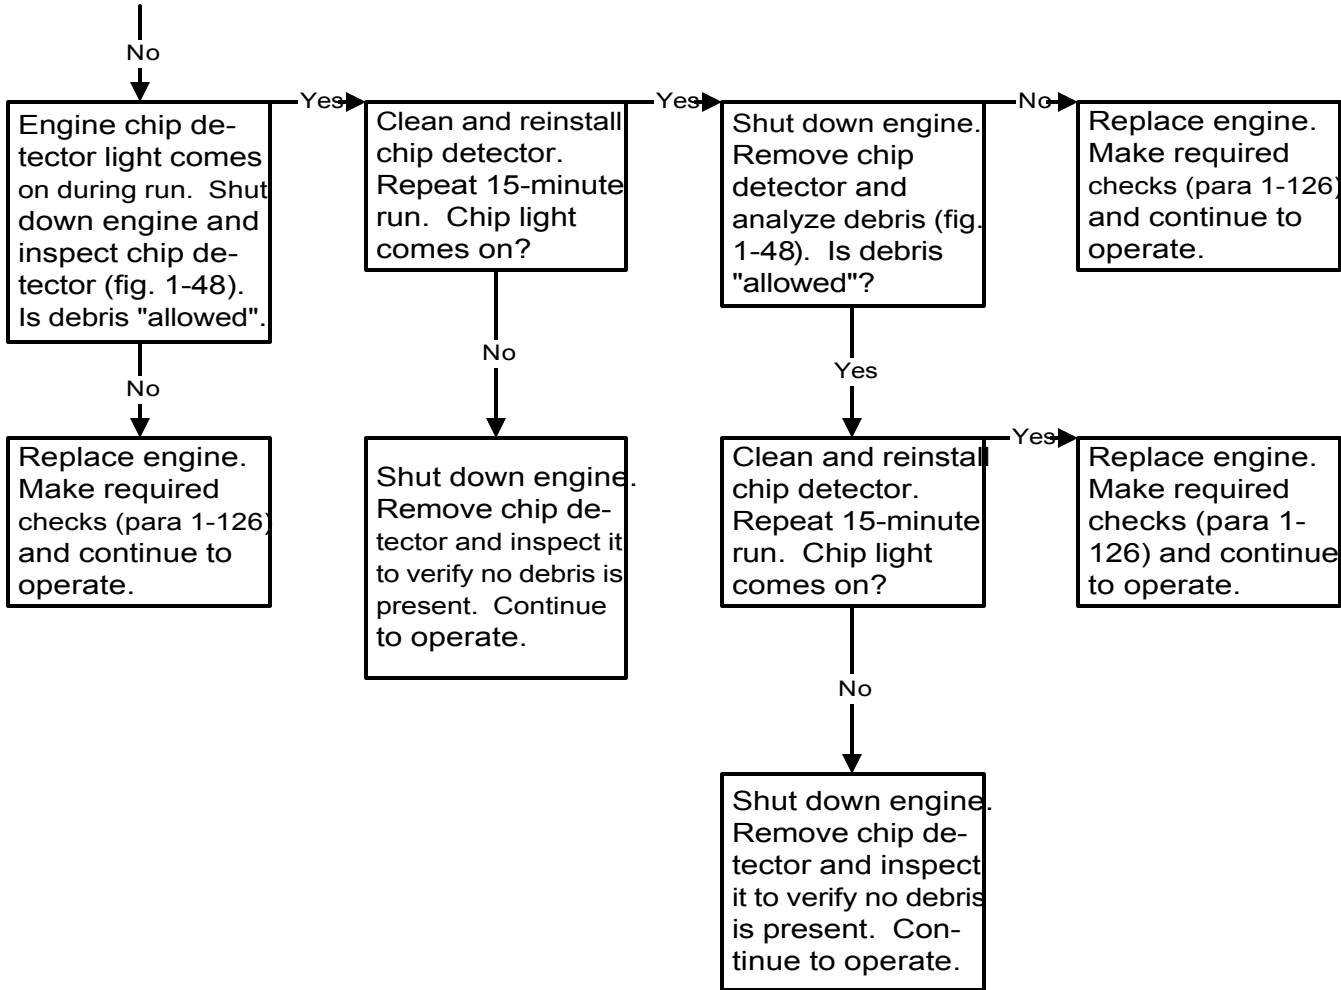 No
Engine chip de-
tector light comes
on during run.  Shut
down engine and
inspect chip de-
tector (fig. 1-48).
Is debris "allowed".
Yes
Clean and reinstall
chip detector.
Repeat 15-minute
run.  Chip light
comes on?
Yes
Shut down engine.
Remove chip
detector and
analyze debris (fig.
1-48).  Is debris
"allowed"?
No
Replace engine.
Make required
checks (para 1-126)
and continue to
operate.
No
Replace engine.
Make required
checks (para 1-126)
and continue to
operate.
No
Shut down engine.
Remove chip de-
tector and inspect it
to verify no debris is
present.  Continue
to operate.
Yes
Clean and reinstall
chip detector.
Repeat 15-minute
run.  Chip light
comes on?
Yes
Replace engine.
Make required
checks (para 1-
126) and continue
to operate.
No
Shut down engine.
Remove chip de-
tector and inspect
it to verify no debris
is present.  Con-
tinue to operate.